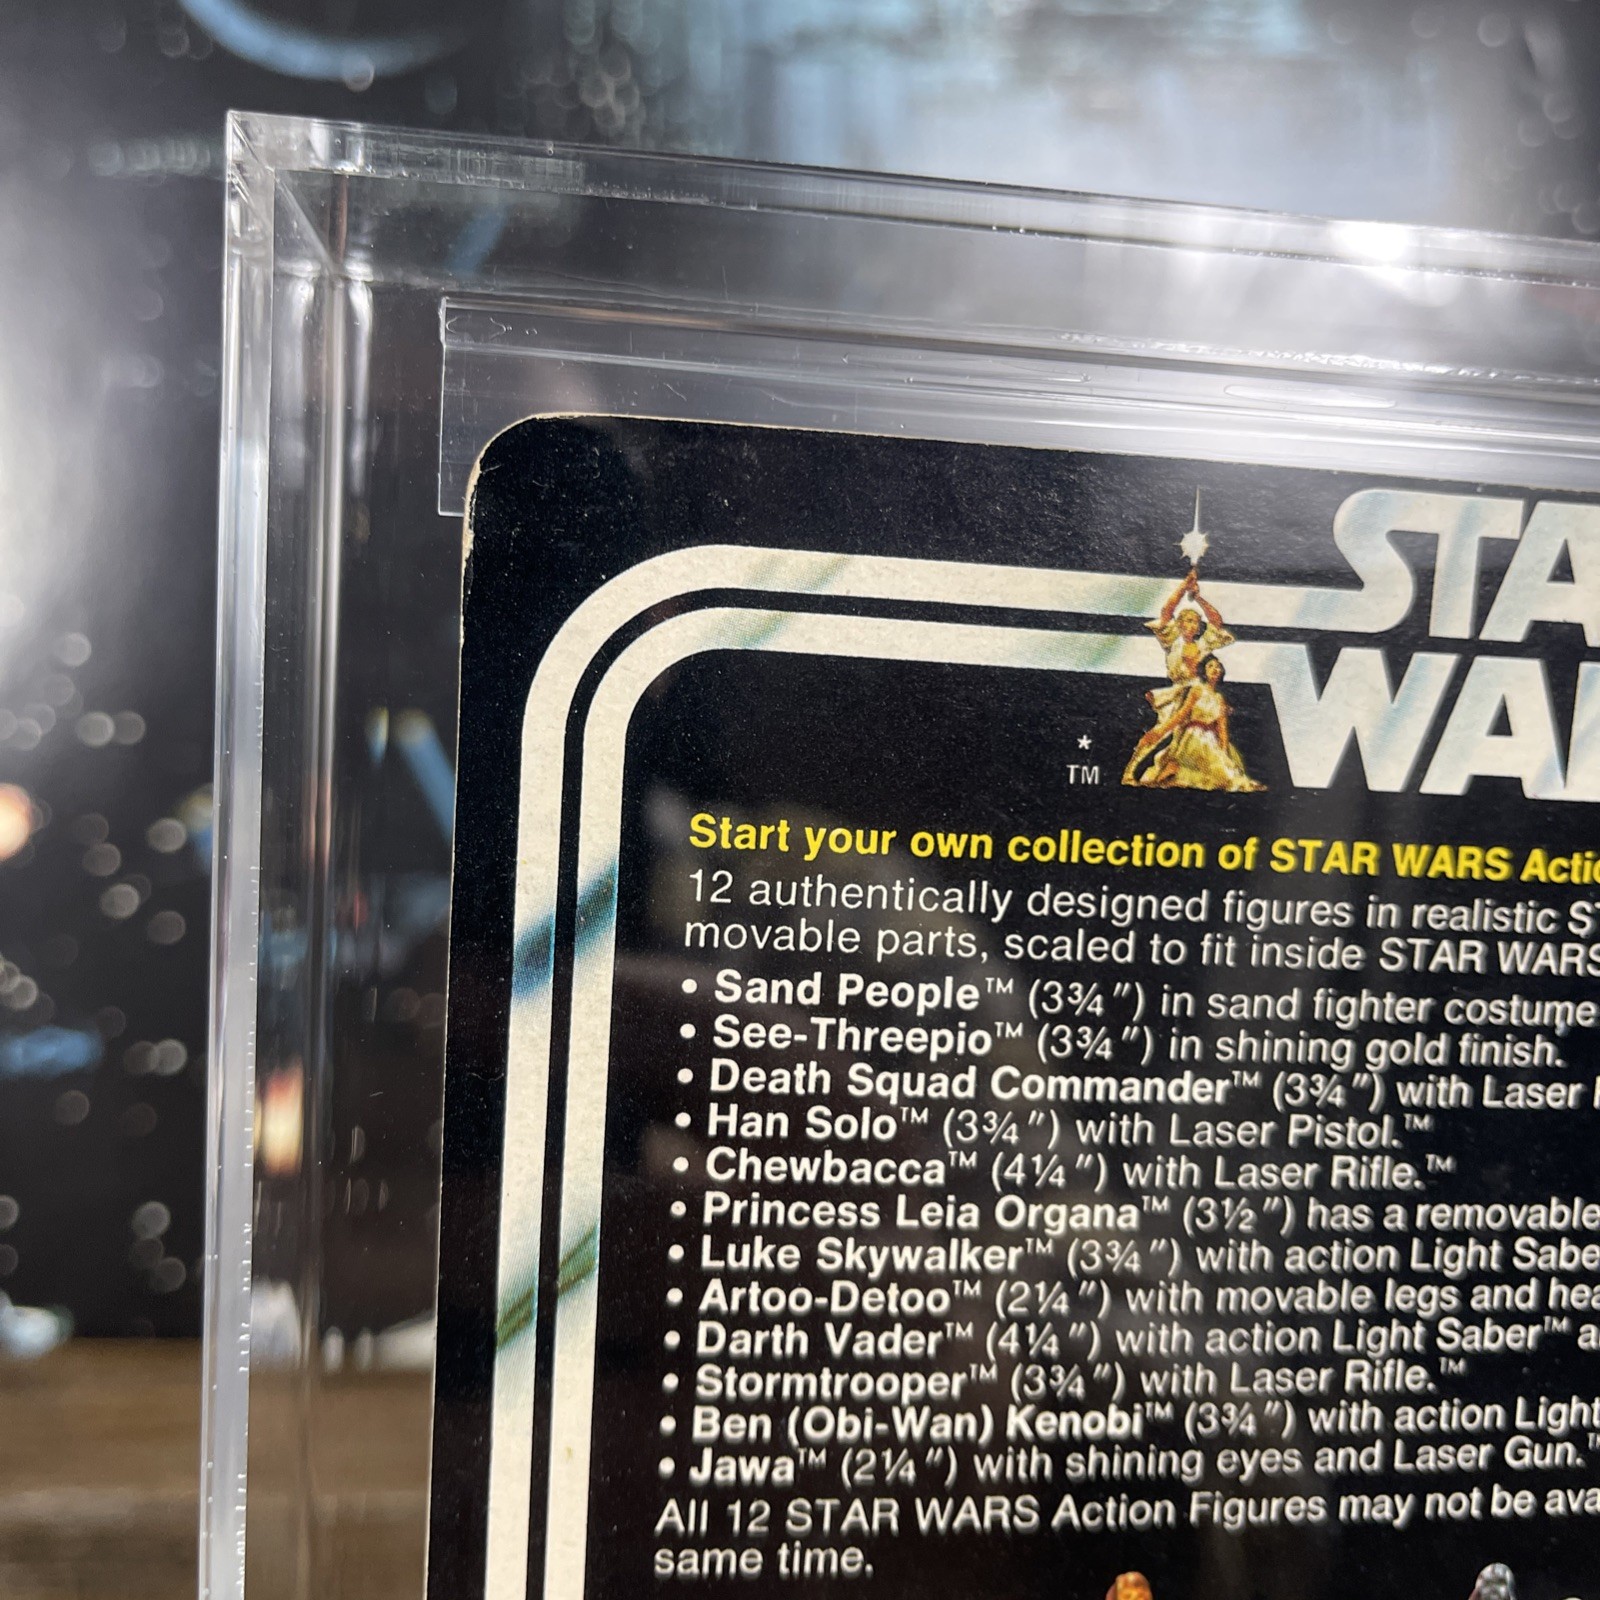 STA
WA
*
TM
Start your own collection of STAR WARS Actio
12 authentically designed figures in realistic ST
movable parts, scaled to fit inside STAR WARS
• Sand People™ (3¾") in sand fighter costume
• See-Threepio™ (3¾") in shining gold finish.
• Death Squad Commander™ (3¾") with Laser
• Han Solo™ (3¾") with Laser Pistol.™
• Chewbacca™ (4¼") with Laser Rifle.™
• Princess Leia Organa™ (3½") has a removable
• Luke Skywalker™ (3¾") with action Light Sabe
• Artoo-Detoo™ (2¼") with movable legs and hea
• Darth Vader™ (4¼") with action Light Saber™ a
• Stormtrooper™ (3¾") with Laser Rifle.™
• Ben (Obi-Wan) Kenobi™ (3¾") with action Light
• Jawa™ (2¼") with shining eyes and Laser Gun.™
All 12 STAR WARS Action Figures may not be ava
same time.